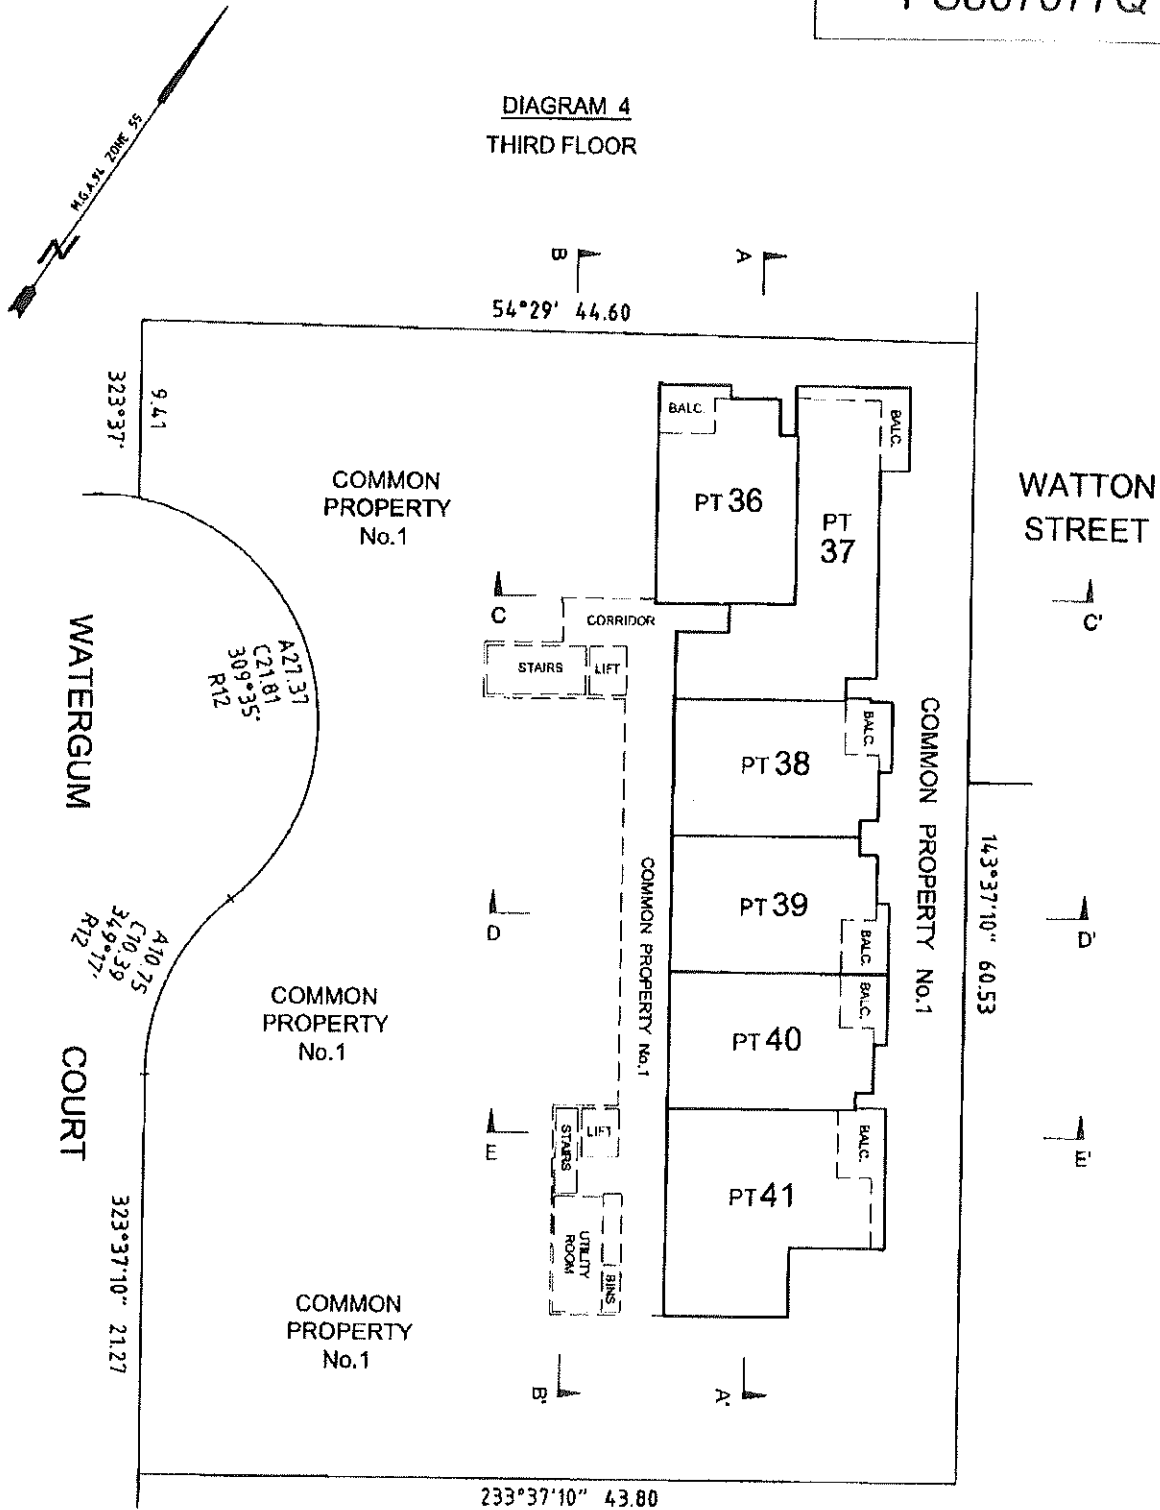 DIAGRAM 4
THIRD FLOOR
M.G.A.94 ZONE 55
B
A
54°29' 44.60
9.41
323°37'
COMMON
PROPERTY
No.1
BALC.
PT 36
BALC.
PT
37
WATTON
STREET
C
CORRIDOR
C'
STAIRS
LIFT
A27.37
C21.81
309°35'
R12
WATERGUM
COURT
BALC.
PT 38
COMMON PROPERTY No.1
COMMON PROPERTY No.1
143°37'10" 60.53
PT 39
BALC.
D
D'
A10.75
C10.39
349°17'
R12
COMMON
PROPERTY
No.1
BALC.
PT 40
E
STAIRS
LIFT
BALC.
E'
PT 41
UTILITY
ROOM
BINS
323°37'10" 21.27
COMMON
PROPERTY
No.1
B'
A'
233°37'10" 43.80